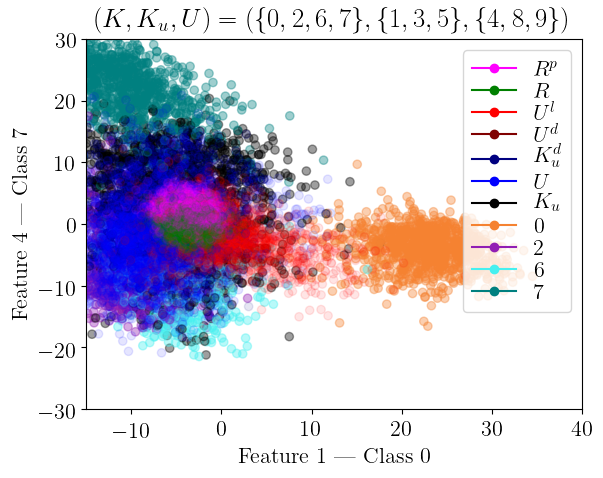 (K, K_u, U) = ({0, 2, 6, 7}, {1, 3, 5}, {4, 8, 9})
30
20
10
0
−10
−20
−30
Feature 4 — Class 7
R^p
R
U^l
U^d
K_u^d
U
K_u
0
2
6
7
−10
0
10
20
30
40
Feature 1 — Class 0